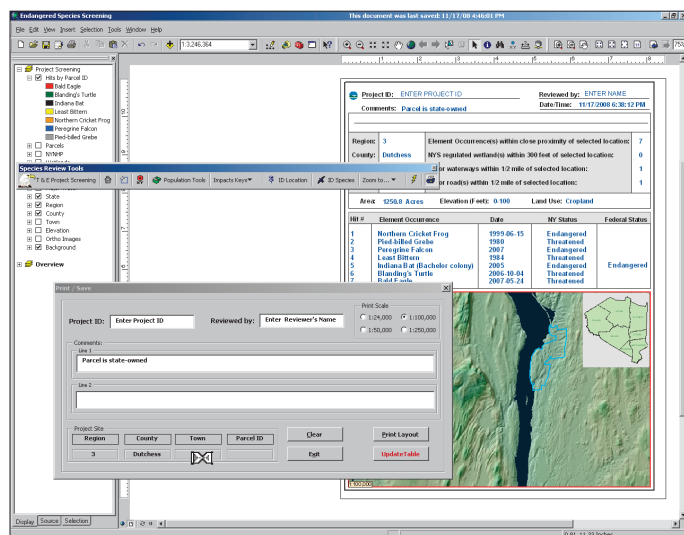 Endangered Species Screening
This document was last saved: 11/17/08 4:46:01 PM
File Edit View Insert Selection Tools Window Help
1:3,246,364
75%
Project Screening
Hits by Parcel ID
Bald Eagle
Blanding's Turtle
Indiana Bat
Least Bittern
Northern Cricket Frog
Peregrine Falcon
Pied-billed Grebe
Parcels
NYNHP
Species Review Tools
T & E Project Screening
Population Tools
Impacts Keys
ID Location
ID Species
Zoom to...
State
Region
County
Town
Elevation
Ortho Images
Background
Overview
Project ID: ENTER PROJECT ID
Reviewed by: ENTER NAME
Comments: Parcel is state-owned
Date/Time: 11/17/2008 6:38:12 PM
Region: 3
Element Occurrence(s) within close proximity of selected location: 7
County: Dutchess
NYS regulated wetland(s) within 300 feet of selected location: 0
or waterways within 1/2 mile of selected location: 1
or road(s) within 1/2 mile of selected location: 1
Area: 1250.8 Acres
Elevation (Feet): 0-100
Land Use: Cropland
Hit # Element Occurrence Date NY Status Federal Status
1 Northern Cricket Frog 1999-06-15 Endangered
2 Pied-billed Grebe 1980 Threatened
3 Peregrine Falcon 2007 Endangered
4 Least Bittern 1984 Threatened
5 Indiana Bat (Bachelor colony) 2005 Endangered Endangered
6 Blanding's Turtle 2006-10-04 Threatened
7 Bald Eagle 2007-05-24 Threatened
1:100,000
Print / Save
Project ID: Enter Project ID
Reviewed by: Enter Reviewer's Name
Print Scale
1:24,000 1:100,000
1:50,000 1:250,000
Comments:
Line 1
Parcel is state-owned
Line 2
Project Site
Region County Town Parcel ID
3 Dutchess
Clear
Print Layout
Exit
UpdateTable
Display Source Selection